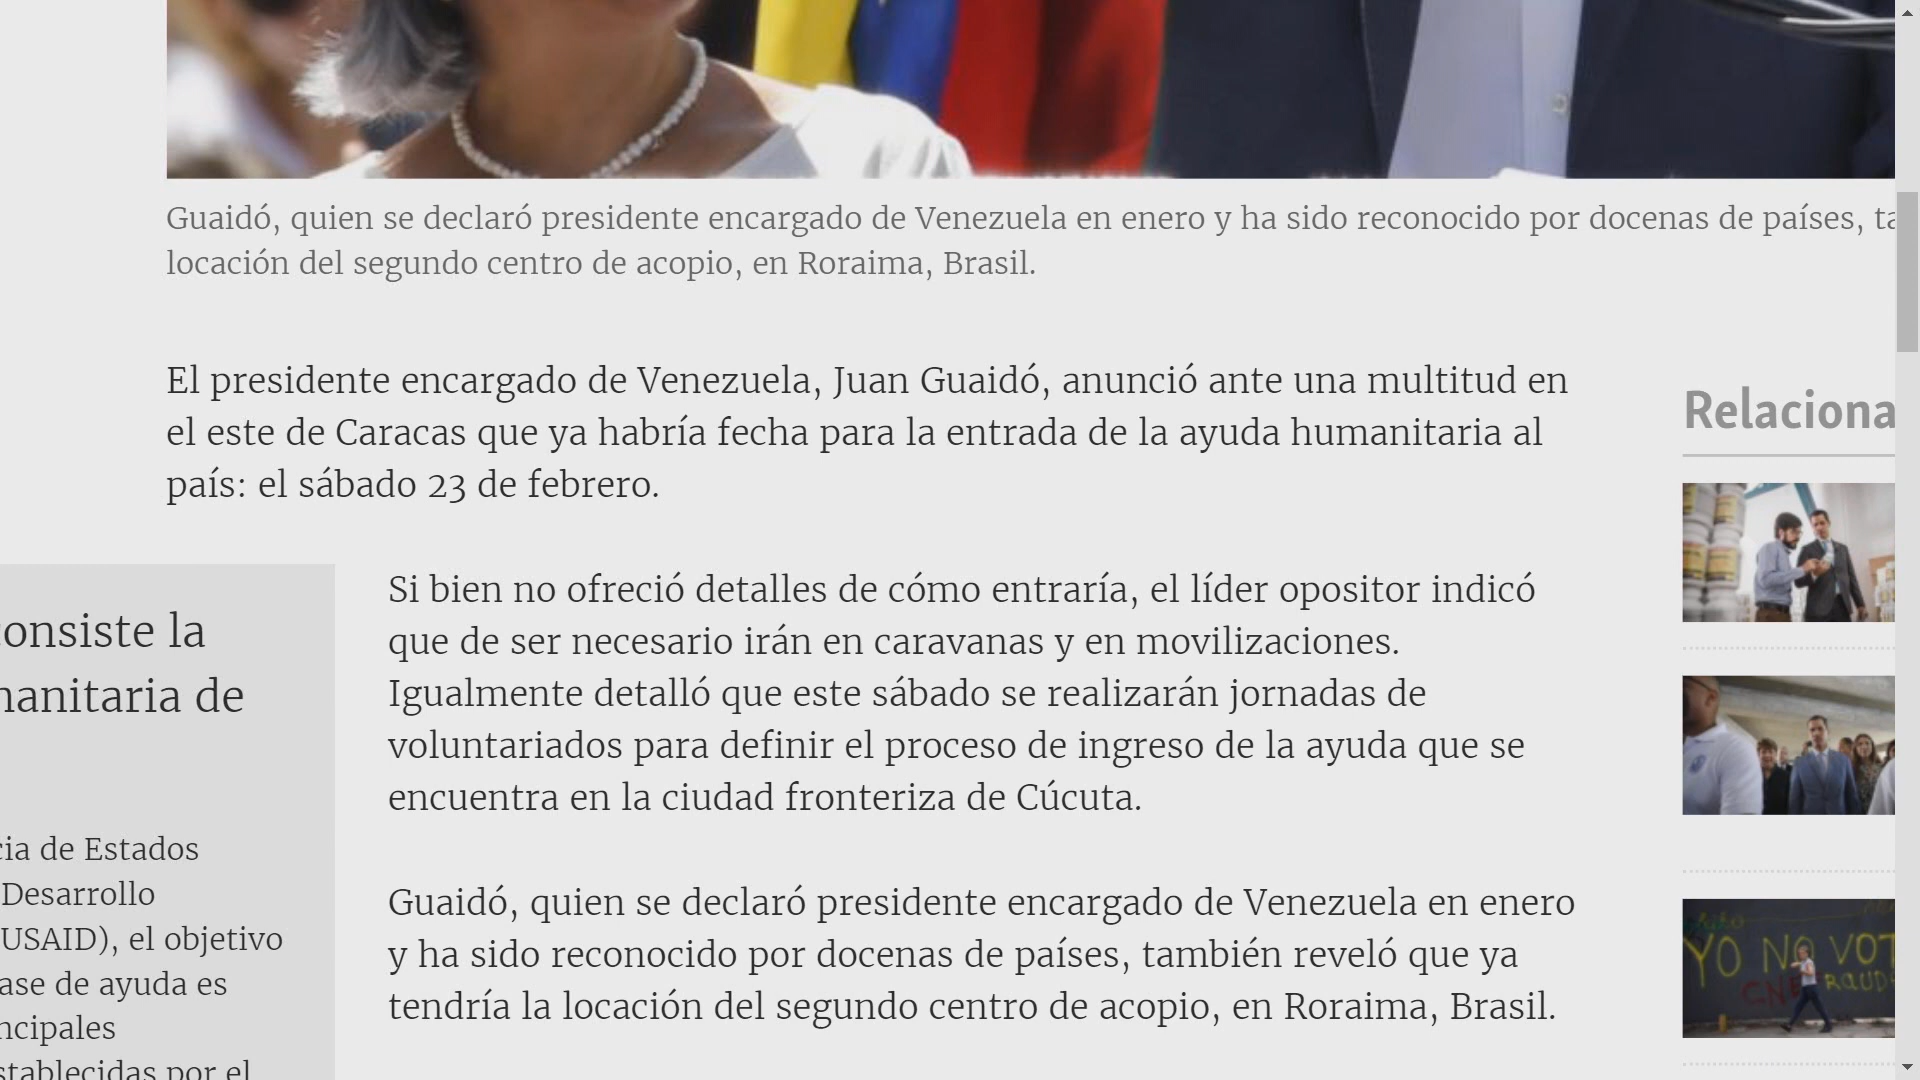 Guaidó, quien se declaró presidente encargado de Venezuela en enero y ha sido reconocido por docenas de países,
locación del segundo centro de acopio, en Roraima, Brasil.
El presidente encargado de Venezuela, Juan Guaidó, anunció ante una multitud en
el este de Caracas que ya habría fecha para la entrada de la ayuda humanitaria al
país: el sábado 23 de febrero.
onsiste la
anitaria de
cia de Estados
Desarrollo
USAID), el objetivo
ase de ayuda es
ncipales
stablecidas por el
Si bien no ofreció detalles de cómo entraría, el líder opositor indicó
que de ser necesario irán en caravanas y en movilizaciones.
Igualmente detalló que este sábado se realizarán jornadas de
voluntariados para definir el proceso de ingreso de la ayuda que se
encuentra en la ciudad fronteriza de Cúcuta.
Guaidó, quien se declaró presidente encargado de Venezuela en enero
y ha sido reconocido por docenas de países, también reveló que ya
tendría la locación del segundo centro de acopio, en Roraima, Brasil.
Relaciona
YO NO VOT
CNE RAUD